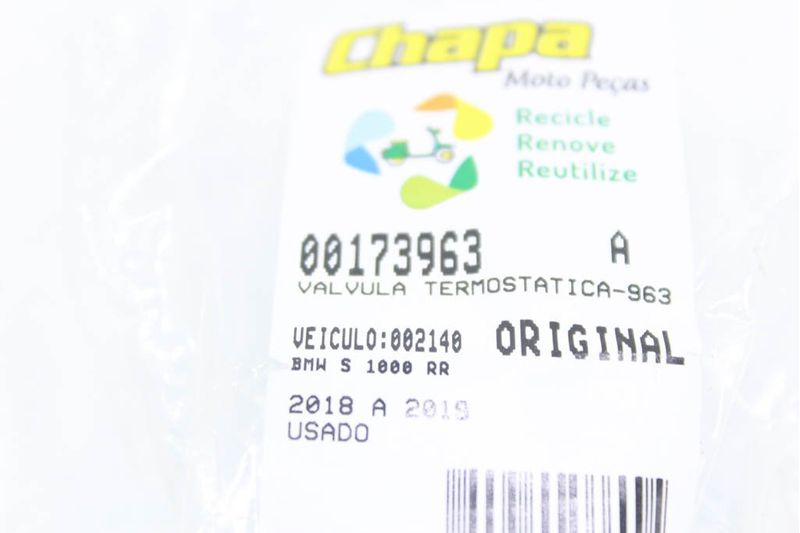 Chapa
Moto Peças
Recicle
Renove
Reutilize
00173963 A
VALVULA TERMOSTATICA-963
VEICULO:002140 ORIGINAL
BMW S 1000 RR
2018 A 2019
USADO